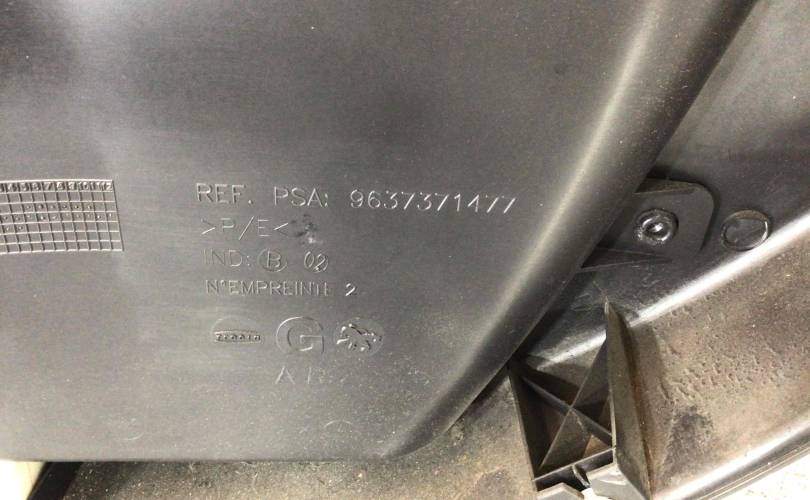 REF. PSA: 9637371477
>P/E<
IND: B 02
N°EMPREINTE 2
G